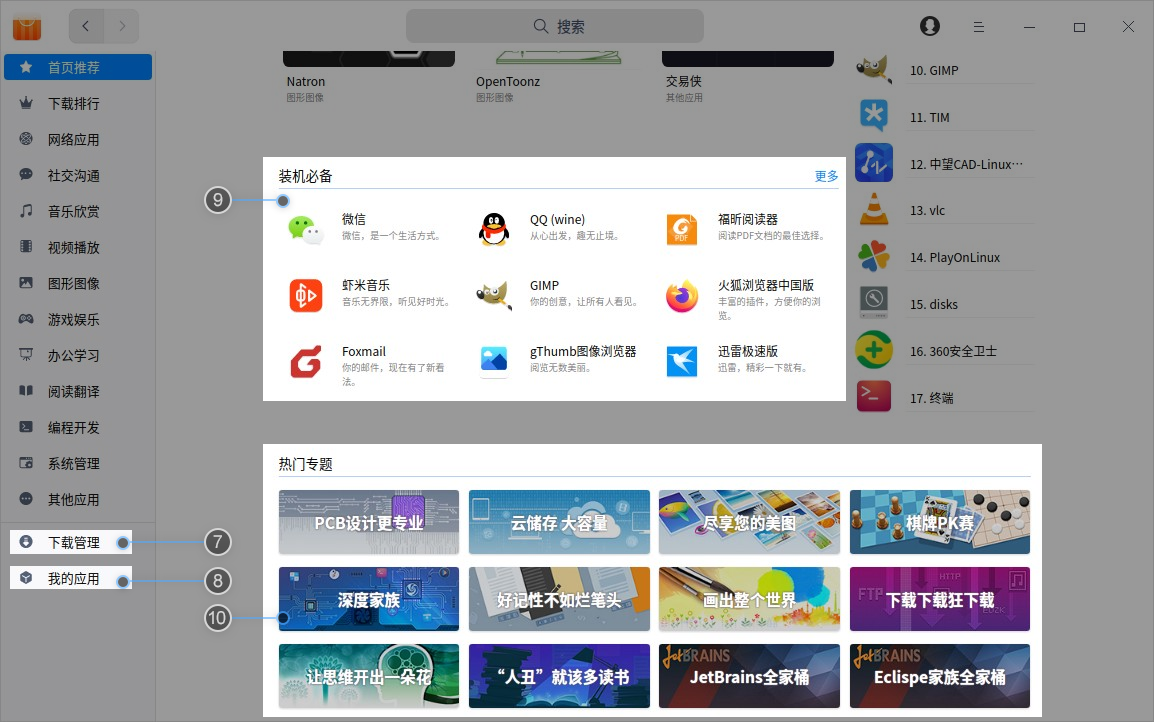 搜索
首页推荐
下载排行
网络应用
社交沟通
音乐欣赏
视频播放
图形图像
游戏娱乐
办公学习
阅读翻译
编程开发
系统管理
其他应用
下载管理
我的应用
7
8
9
10
Natron
图形图像
OpenToonz
图形图像
交易侠
其他应用
装机必备
更多
微信
微信，是一个生活方式。
QQ (wine)
从心出发，趣无止境。
福昕阅读器
阅读PDF文档的最佳选择。
PDF
虾米音乐
音乐无界限，听见好时光。
GIMP
你的创意，让所有人看见。
火狐浏览器中国版
丰富的插件，方便你的浏
览。
Foxmail
你的邮件，现在有了新看
法。
gThumb图像浏览器
阅览无数美丽。
迅雷极速版
迅雷，精彩一下就有。
热门专题
PCB设计更专业
云储存 大容量
尽享您的美图
棋牌PK赛
深度家族
好记性不如烂笔头
画出整个世界
HTTP
FTP
下载下载狂下载
ED2K
让思维开出一朵花
“人丑”就该多读书
JetBRAINS
JetBrains全家桶
JetBRAINS
Eclispe家族全家桶
10. GIMP
11. TIM
12. 中望CAD-Linux…
13. vlc
14. PlayOnLinux
15. disks
16. 360安全卫士
17. 终端